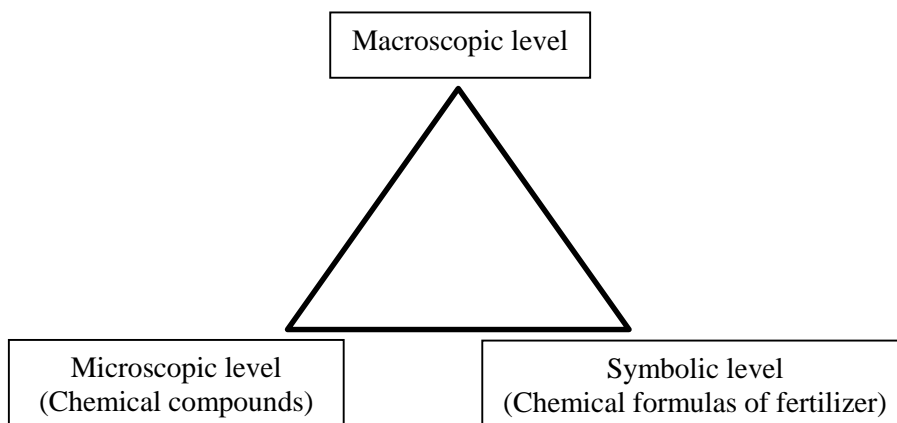 Macroscopic level
Microscopic level
(Chemical compounds)
Symbolic level
(Chemical formulas of fertilizer)